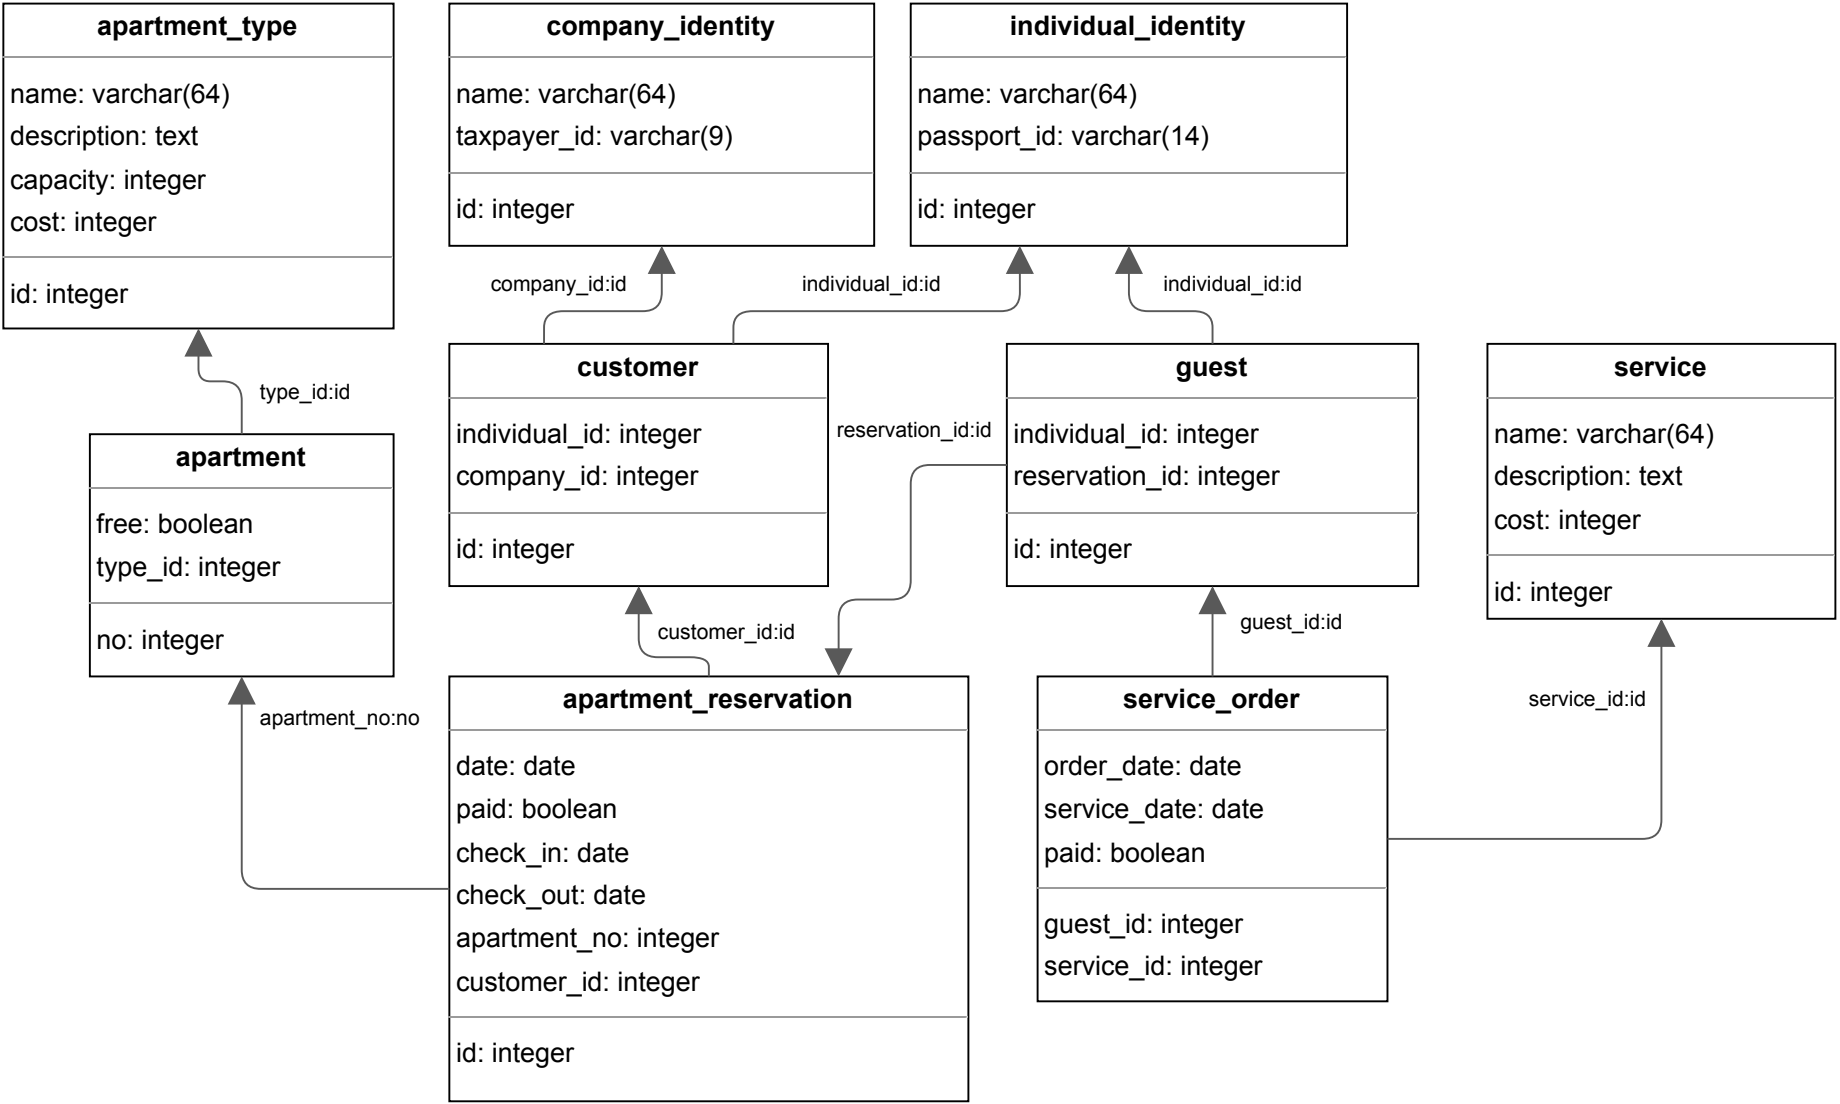 apartment_type
name: varchar(64)
description: text
capacity: integer
cost: integer
id: integer
company_identity
name: varchar(64)
taxpayer_id: varchar(9)
id: integer
individual_identity
name: varchar(64)
passport_id: varchar(14)
id: integer
company_id:id
individual_id:id
individual_id:id
type_id:id
apartment
free: boolean
type_id: integer
no: integer
customer
individual_id: integer
company_id: integer
id: integer
reservation_id:id
guest
individual_id: integer
reservation_id: integer
id: integer
service
name: varchar(64)
description: text
cost: integer
id: integer
customer_id:id
guest_id:id
service_id:id
apartment_no:no
apartment_reservation
date: date
paid: boolean
check_in: date
check_out: date
apartment_no: integer
customer_id: integer
id: integer
service_order
order_date: date
service_date: date
paid: boolean
guest_id: integer
service_id: integer